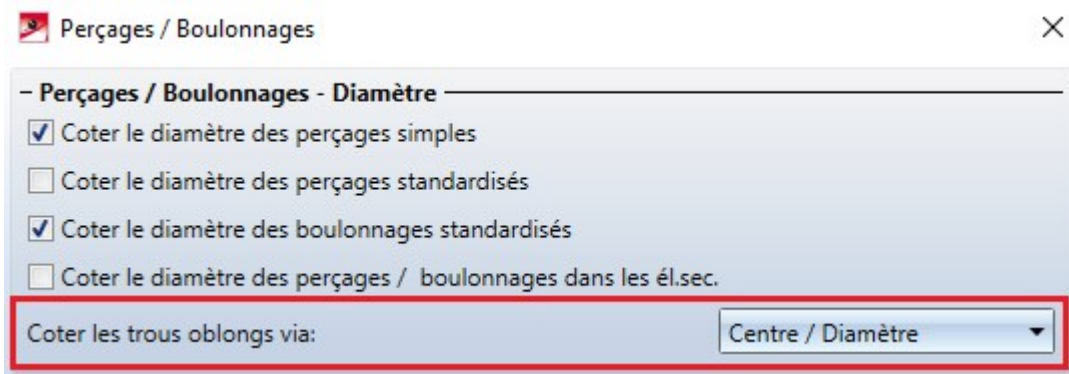 Perçages / Boulonnages
Perçages / Boulonnages - Diamètre
Coter le diamètre des perçages simples
Coter le diamètre des perçages standardisés
Coter le diamètre des boulonnages standardisés
Coter le diamètre des perçages / boulonnages dans les él.sec.
Coter les trous oblongs via: Centre / Diamètre